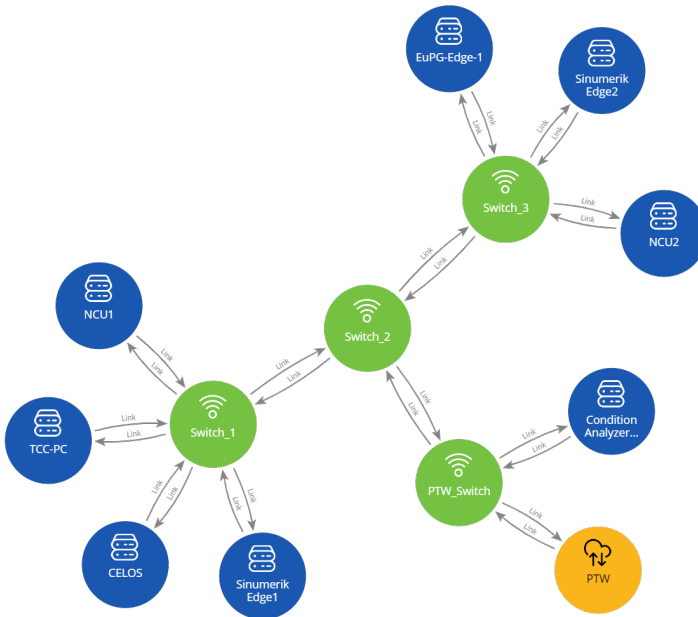 EuPG-Edge-1
Sinumerik
Edge2
Link
Link
Link
Link
Switch_3
Link
Link
NCU2
Link
Link
NCU1
Switch_2
Link
Link
Link
Link
Link
Link
Condition
Analyzer...
Link
Link
TCC-PC
Link
Link
Switch_1
Link
Link
PTW_Switch
Link
Link
Link
Link
Link
Link
CELOS
Sinumerik
Edge1
PTW